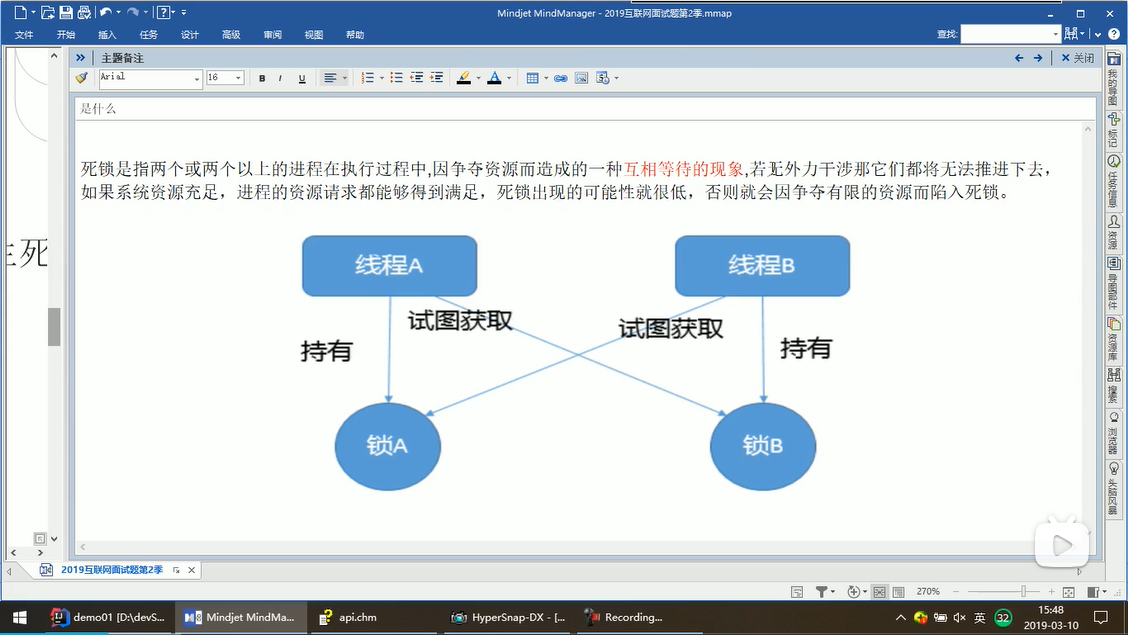 Mindjet MindManager - 2019互联网面试题第2季.mmap
文件 开始 插入 任务 设计 高级 审阅 视图 帮助 查找:
主题备注 关闭
Arial 16 B I U A
是什么
死锁是指两个或两个以上的进程在执行过程中,因争夺资源而造成的一种互相等待的现象,若无外力干涉那它们都将无法推进下去，
如果系统资源充足，进程的资源请求都能够得到满足，死锁出现的可能性就很低，否则就会因争夺有限的资源而陷入死锁。
线程A 线程B
试图获取 试图获取
持有 持有
锁A 锁B
死
我的导图
标记
任务信息
资源
导图部件
资源库
搜索
浏览器
头脑风暴
2019互联网面试题第2季
270%
demo01 [D:\devS... Mindjet MindMa... api.chm HyperSnap-DX - [... Recording... 英 32 15:48
2019-03-10